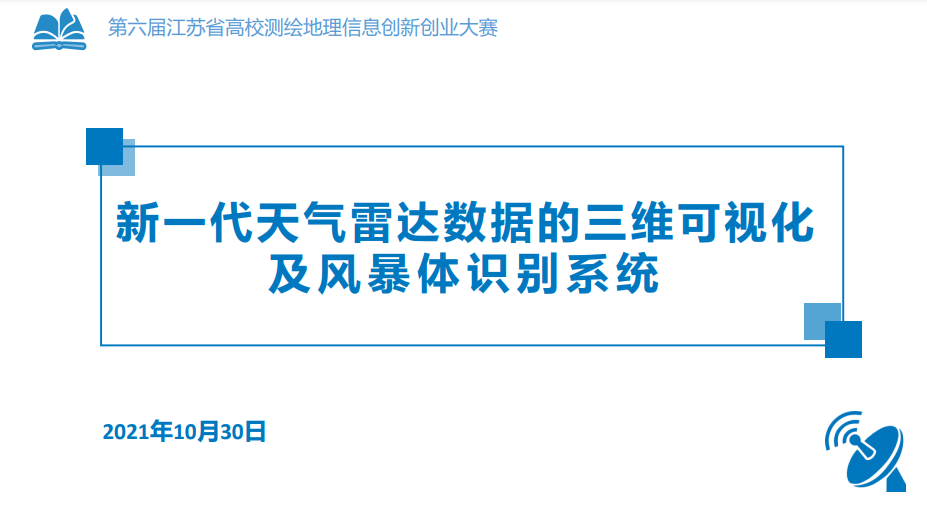 第六届江苏省高校测绘地理信息创新创业大赛
新一代天气雷达数据的三维可视化
及风暴体识别系统
2021年10月30日